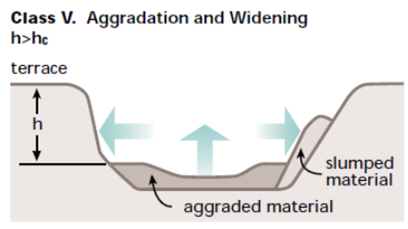 Class V. Aggradation and Widening
h>hc
terrace
h
slumped
material
aggraded material